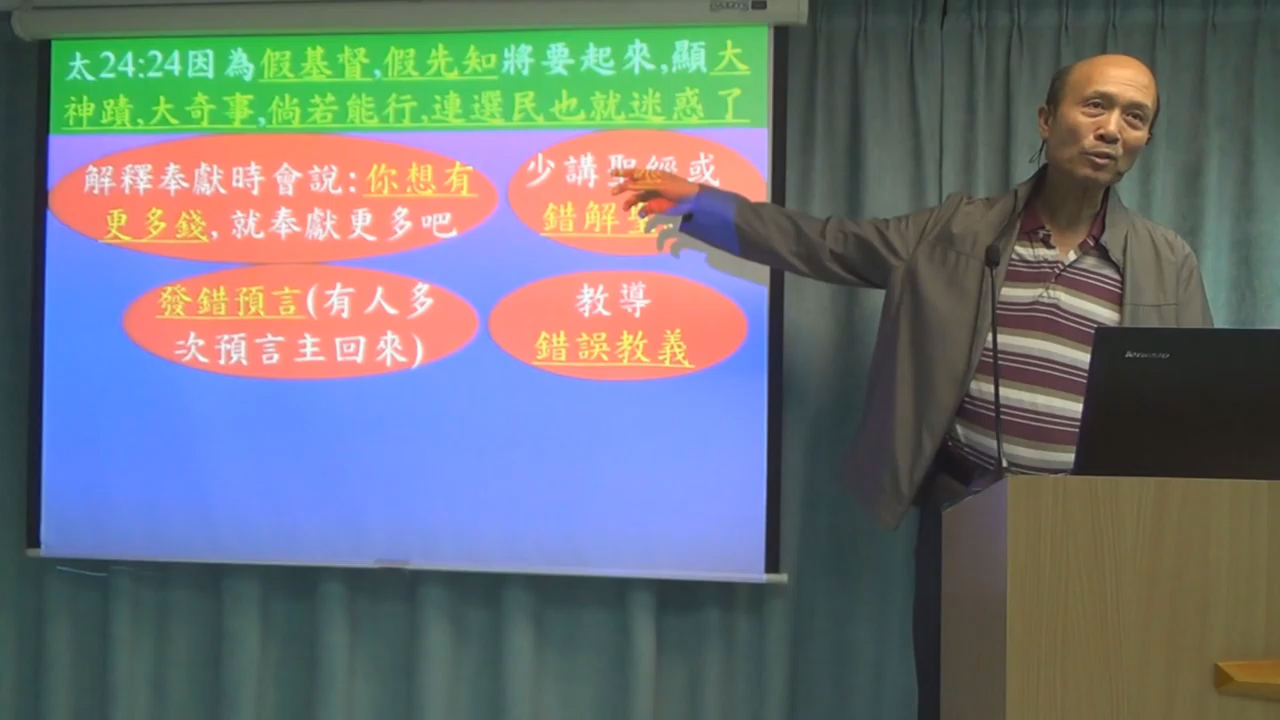 太24:24因為假基督,假先知將要起來,顯大
神蹟,大奇事,倘若能行,連選民也就迷惑了
解釋奉獻時會說:你想有
更多錢,就奉獻更多吧
少講聖經或
錯解聖
發錯預言(有人多
次預言主回來)
教導
錯誤教義
lenovo